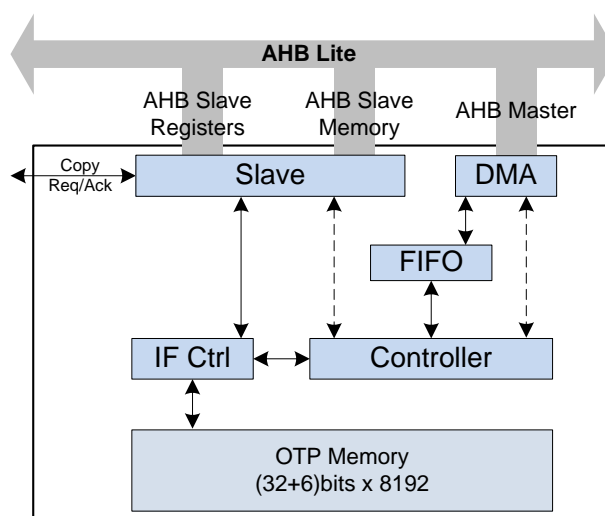 AHB Lite
AHB Slave
Registers
AHB Slave
Memory
AHB Master
Copy
Req/Ack
Slave
DMA
FIFO
IF Ctrl
Controller
OTP Memory
(32+6)bits x 8192